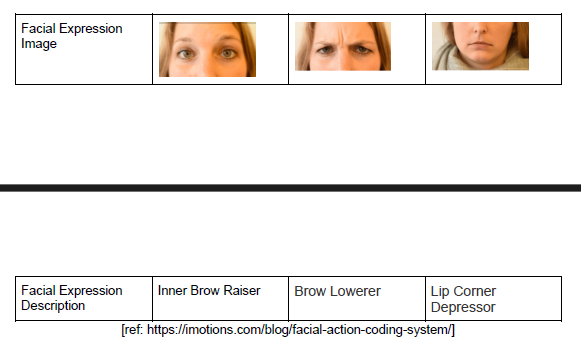 Facial Expression
Image
Facial Expression
Description
Inner Brow Raiser
Brow Lowerer
Lip Corner
Depressor
[ref: https://imotions.com/blog/facial-action-coding-system/]